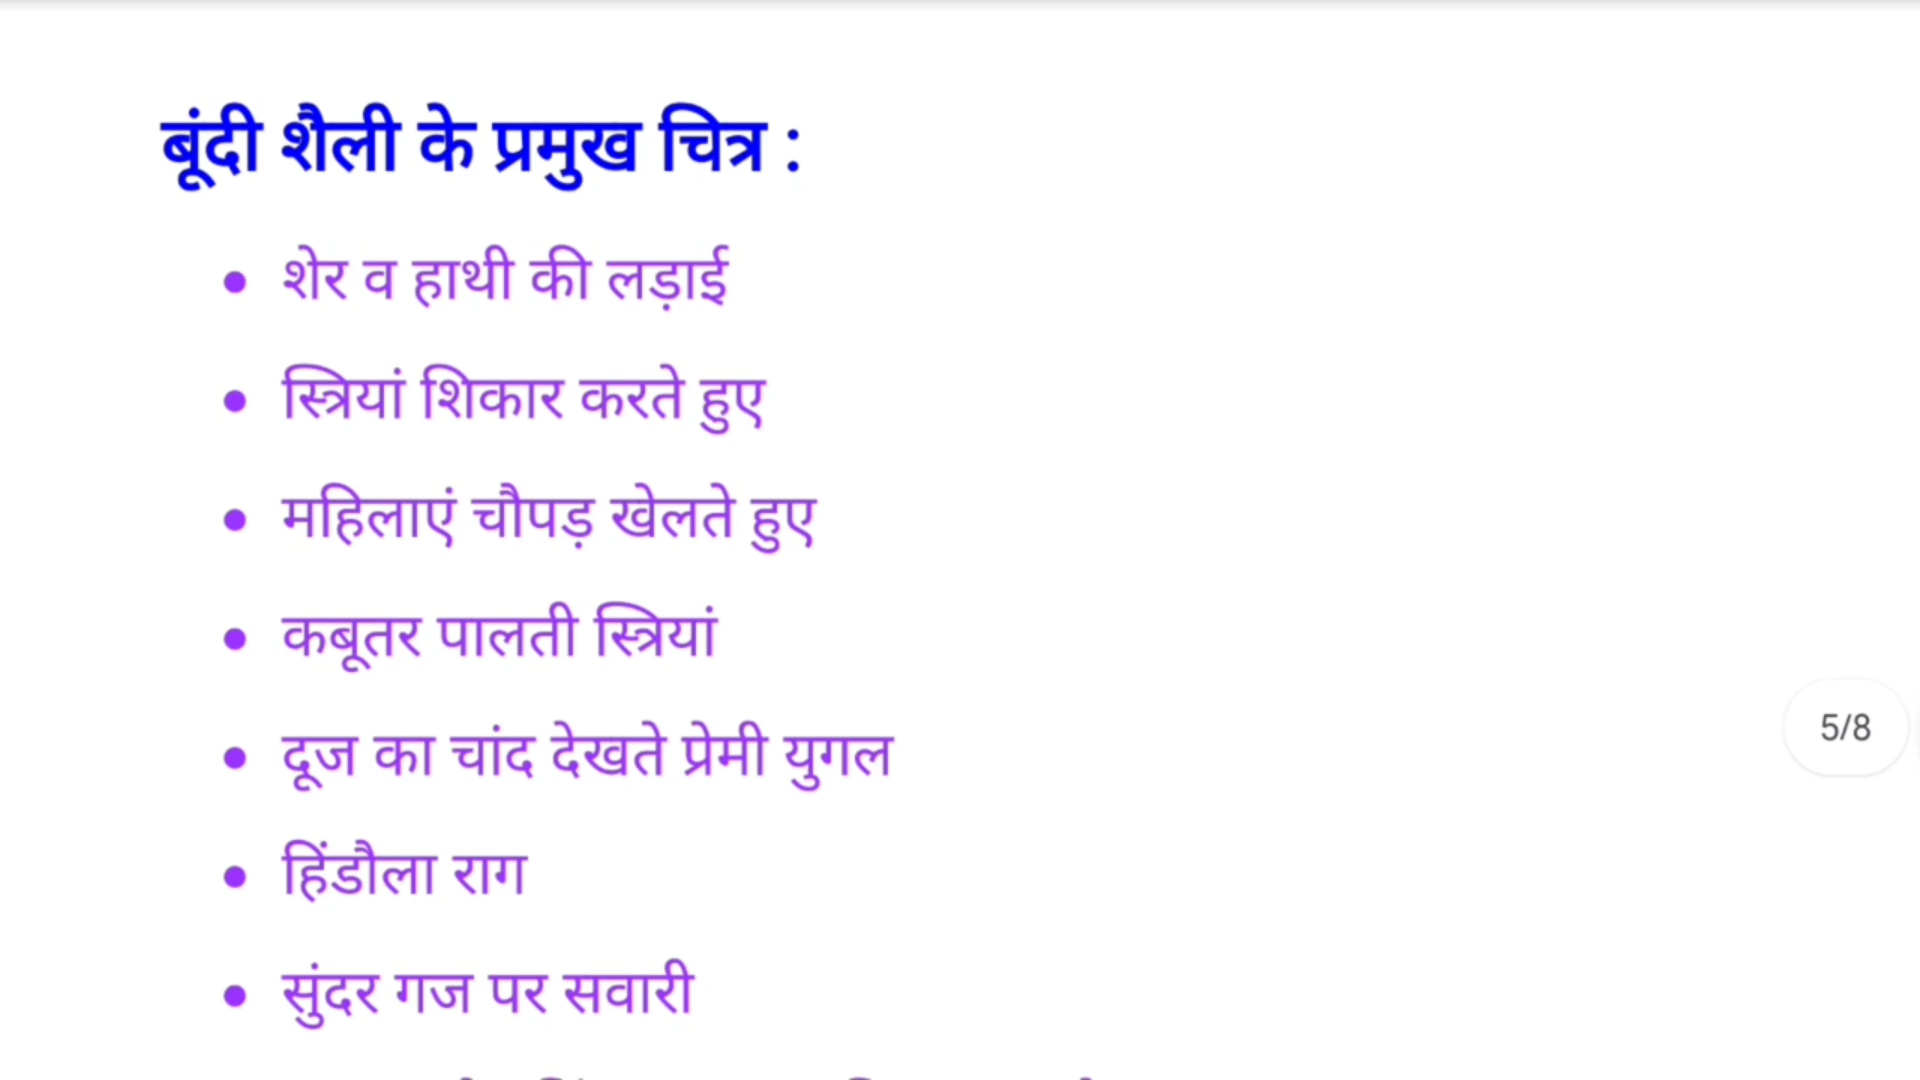 बूंदी शैली के प्रमुख चित्र :
• शेर व हाथी की लड़ाई
• स्त्रियां शिकार करते हुए
• महिलाएं चौपड़ खेलते हुए
• कबूतर पालती स्त्रियां
• दूज का चांद देखते प्रेमी युगल
5/8
• हिंडौला राग
• सुंदर गज पर सवारी